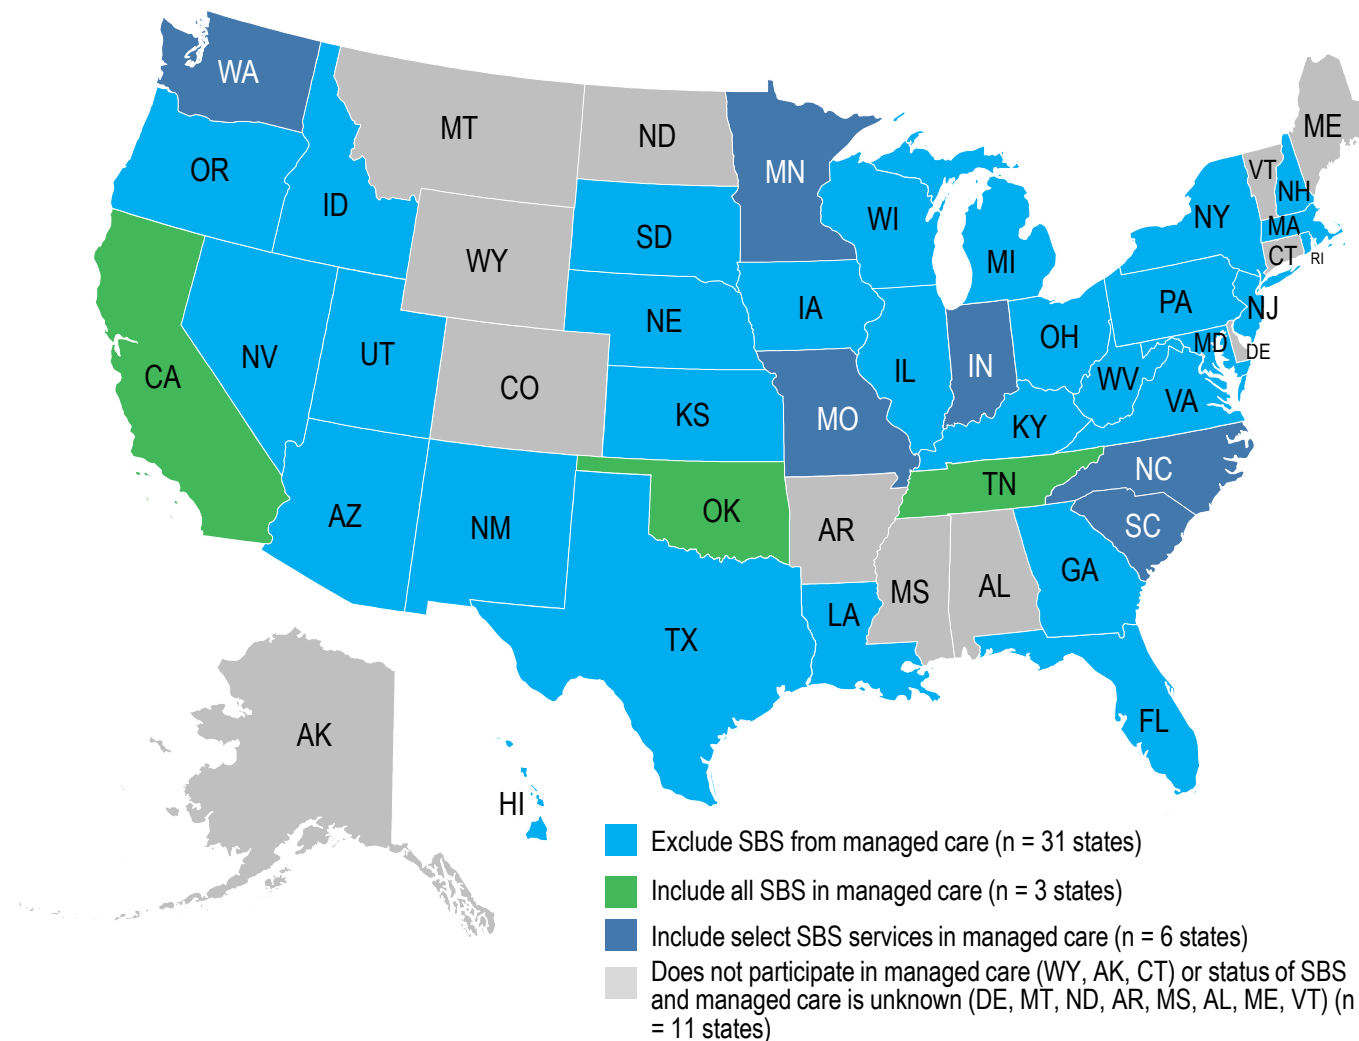 WA
MT
ND
ME
OR
ID
MN
VT
NH
WI
NY
SD
MA
MI
CT
RI
WY
IA
PA
NJ
NE
OH
MD
DE
NV
UT
IN
IL
CA
CO
WV
VA
KS
MO
KY
NC
TN
OK
AZ
NM
AR
SC
GA
MS
AL
LA
TX
FL
AK
HI
Exclude SBS from managed care (n = 31 states)
Include all SBS in managed care (n = 3 states)
Include select SBS services in managed care (n = 6 states)
Does not participate in managed care (WY, AK, CT) or status of SBS
and managed care is unknown (DE, MT, ND, AR, MS, AL, ME, VT) (n
= 11 states)